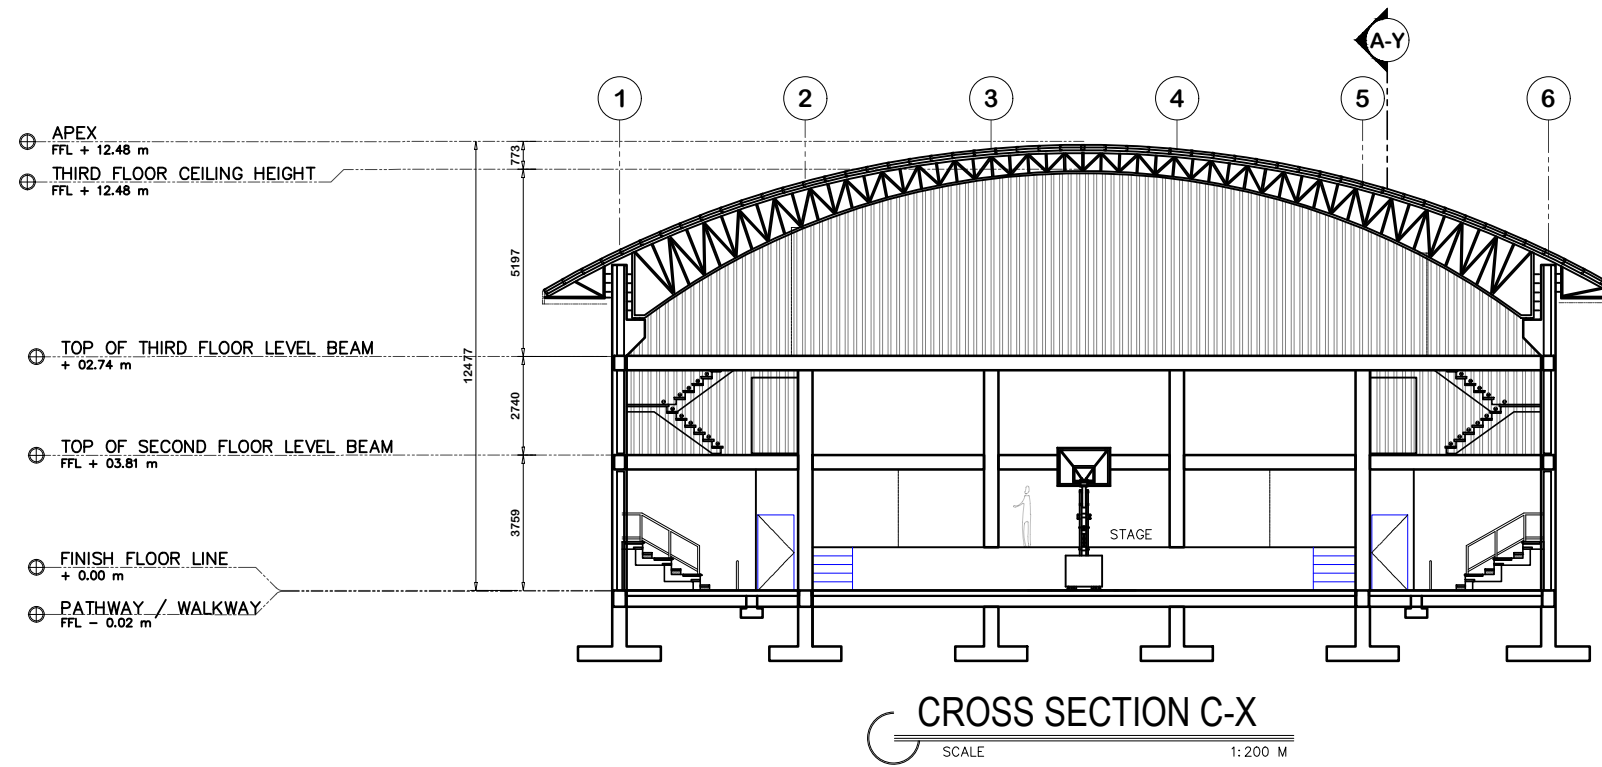 A-Y
1
2
3
4
5
6
APEX
FFL + 12.48 m
THIRD FLOOR CEILING HEIGHT
FFL + 12.48 m
773
5197
TOP OF THIRD FLOOR LEVEL BEAM
+ 02.74 m
12477
2740
TOP OF SECOND FLOOR LEVEL BEAM
FFL + 03.81 m
3759
STAGE
FINISH FLOOR LINE
+ 0.00 m
PATHWAY / WALKWAY
FFL - 0.02 m
CROSS SECTION C-X
SCALE 1:200 M